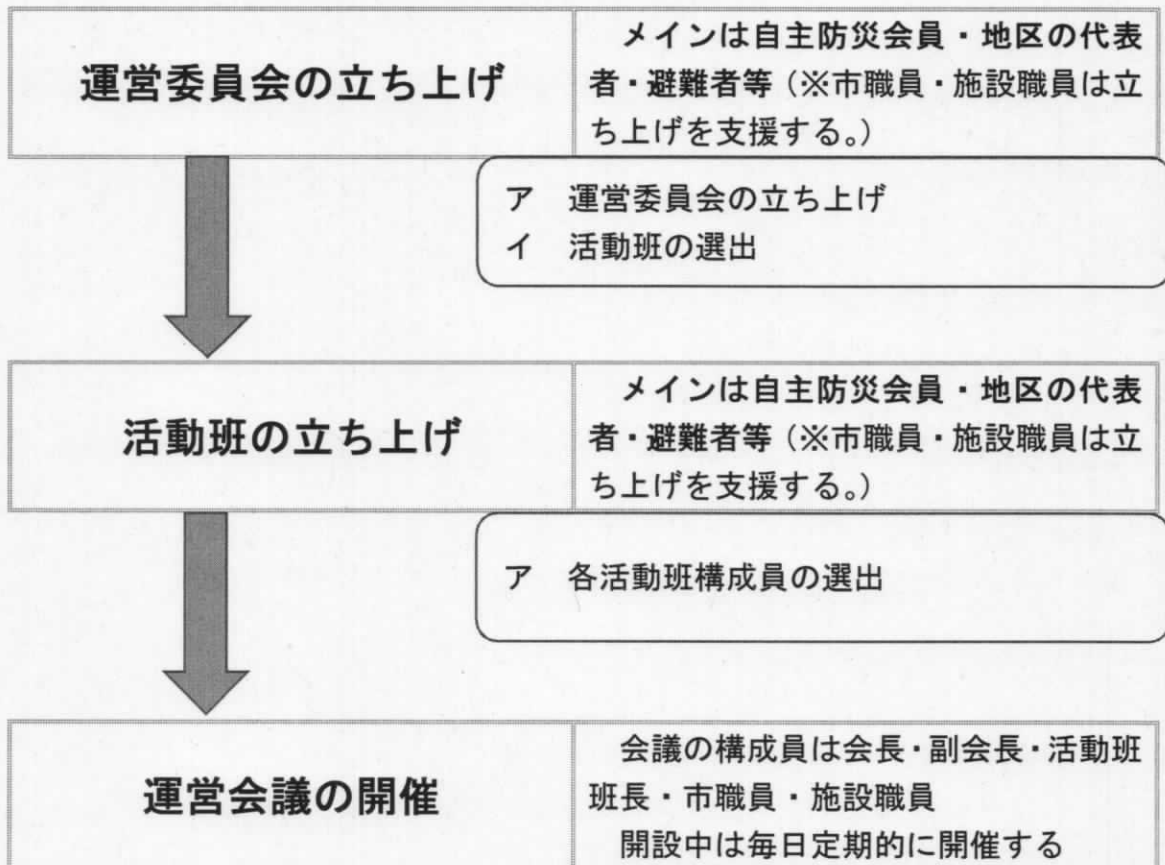 運営委員会の立ち上げ
メインは自主防災会員・地区の代表
者・避難者等（※市職員・施設職員は立
ち上げを支援する。）
ア　運営委員会の立ち上げ
イ　活動班の選出
活動班の立ち上げ
メインは自主防災会員・地区の代表
者・避難者等（※市職員・施設職員は立
ち上げを支援する。）
ア　各活動班構成員の選出
運営会議の開催
会議の構成員は会長・副会長・活動班
班長・市職員・施設職員
開設中は毎日定期的に開催する